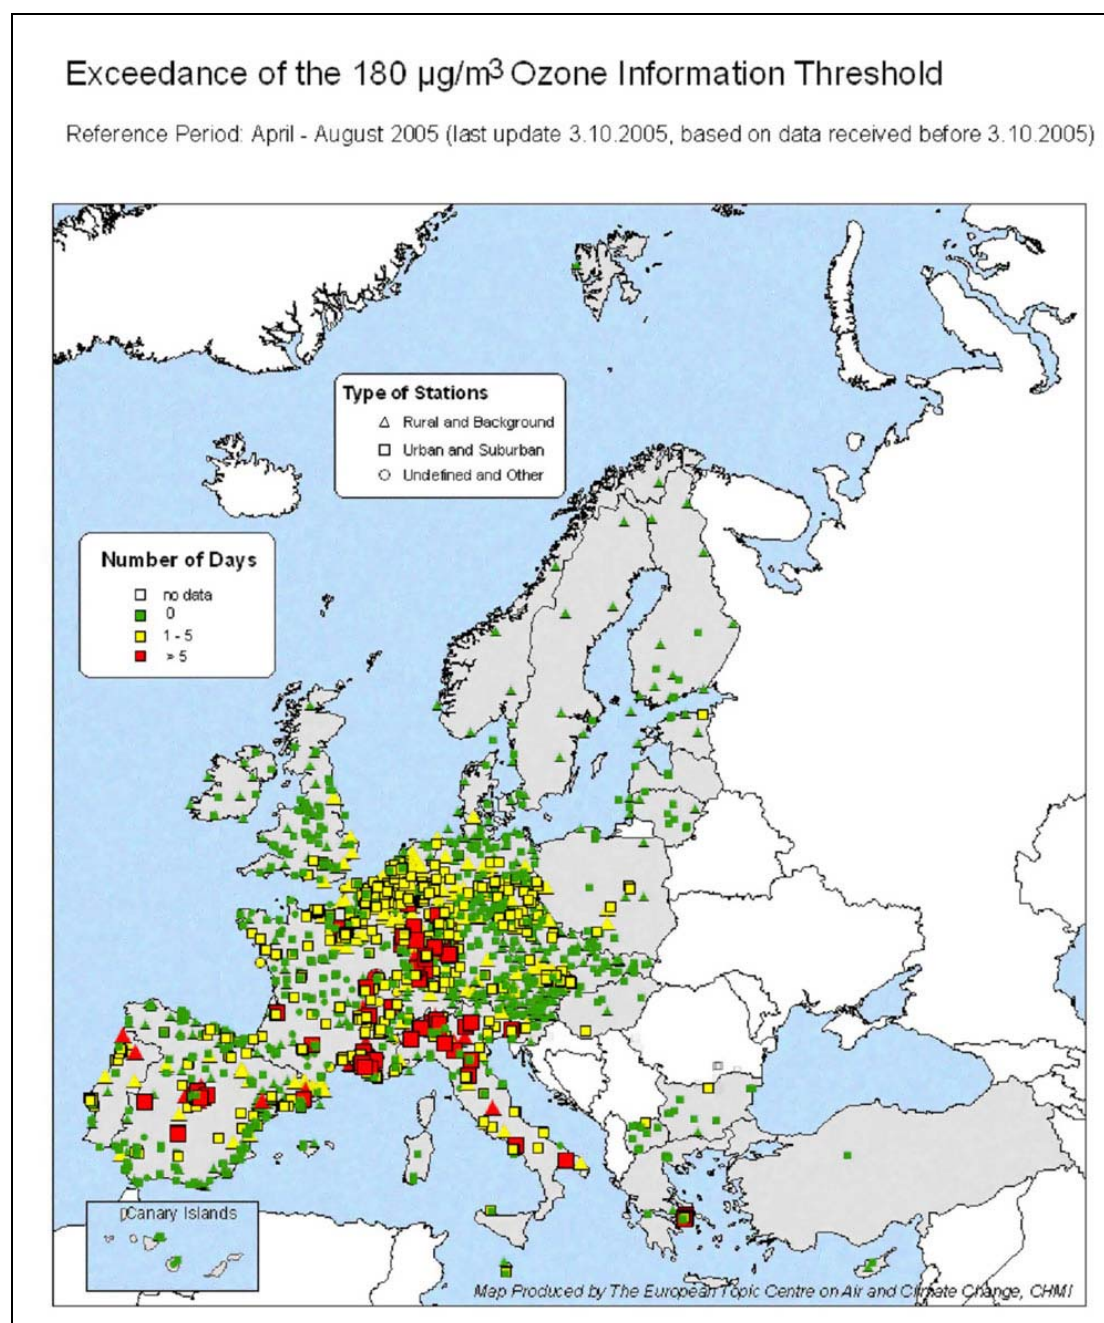 Exceedance of the 180 µg/m³ Ozone Information Threshold
Reference Period: April - August 2005 (last update 3.10.2005, based on data received before 3.10.2005)
Type of Stations
Rural and Background
Urban and Suburban
Undefined and Other
Number of Days
no data
0
1 - 5
> 5
Canary Islands
Map Produced by The European Topic Centre on Air and Climate Change, CHMI